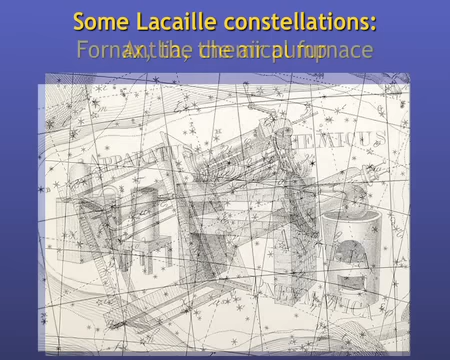 Some Lacaille constellations:
Fornax, the chemical furnace
Antlia, the air pump
APPARATUS CHEMICUS